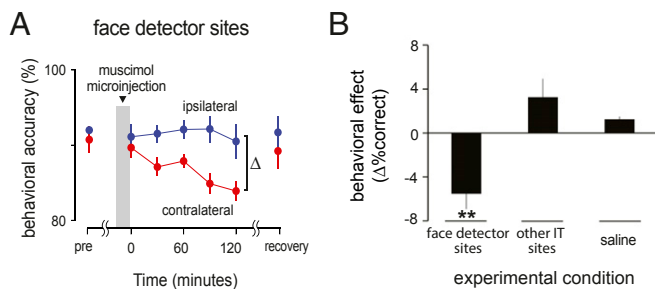 A
face detector sites
muscimol
microinjection
behavioral accuracy (%)
100
80
ipsilateral
contralateral
Δ
pre
0
60
120
recovery
Time (minutes)
B
behavioral effect
(Δ%correct)
8
4
0
-4
-8
**
face detector
sites
other IT
sites
saline
experimental condition